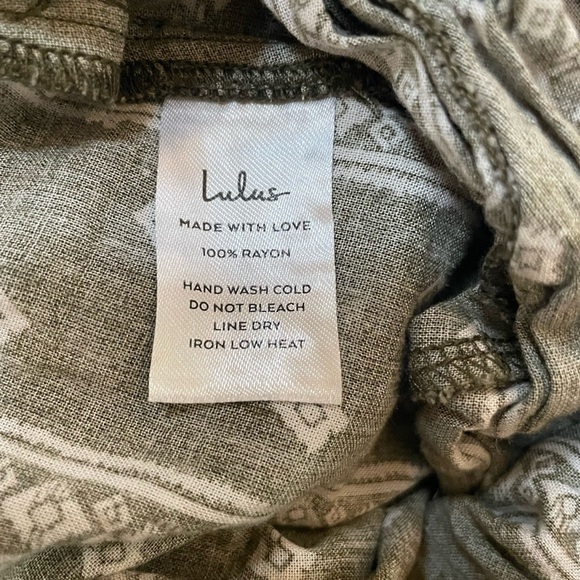 Lulus
MADE WITH LOVE
100% RAYON
HAND WASH COLD
DO NOT BLEACH
LINE DRY
IRON LOW HEAT